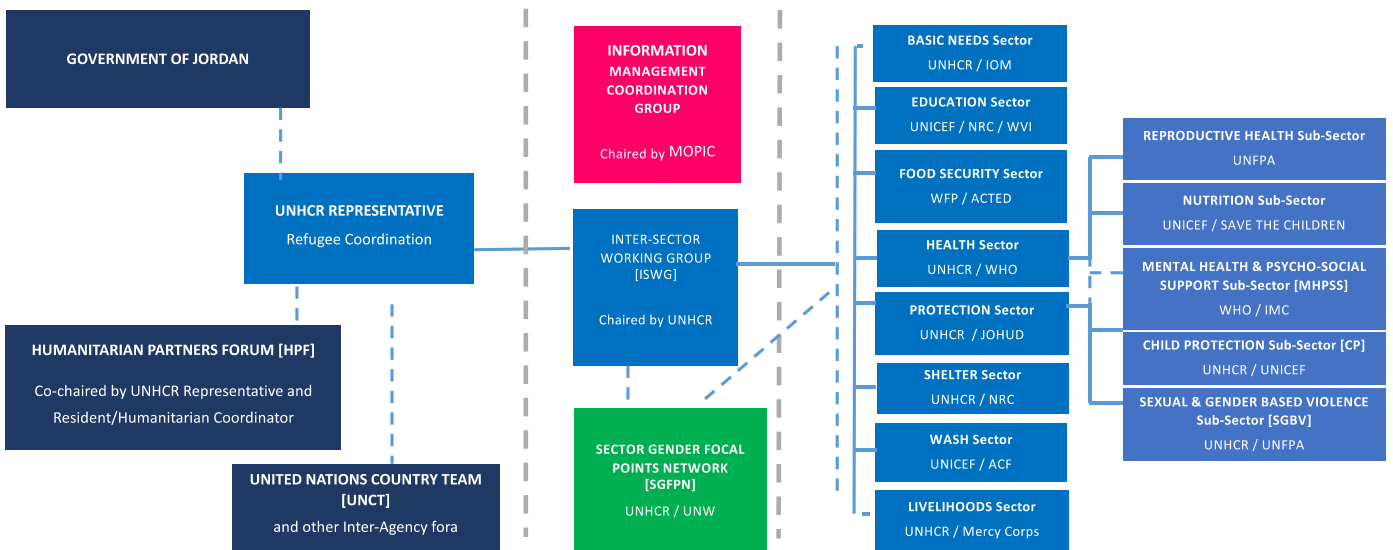 GOVERNMENT OF JORDAN
UNHCR REPRESENTATIVE
Refugee Coordination
HUMANITARIAN PARTNERS FORUM [HPF]
Co-chaired by UNHCR Representative and
Resident/Humanitarian Coordinator
UNITED NATIONS COUNTRY TEAM
[UNCT]
and other Inter-Agency fora
INFORMATION
MANAGEMENT
COORDINATION
GROUP
Chaired by MOPIC
INTER-SECTOR
WORKING GROUP
[ISWG]
Chaired by UNHCR
SECTOR GENDER FOCAL
POINTS NETWORK
[SGFPN]
UNHCR / UNW
BASIC NEEDS Sector
UNHCR / IOM
EDUCATION Sector
UNICEF / NRC / WVI
FOOD SECURITY Sector
WFP / ACTED
HEALTH Sector
UNHCR / WHO
PROTECTION Sector
UNHCR / JOHUD
SHELTER Sector
UNHCR / NRC
WASH Sector
UNICEF / ACF
LIVELIHOODS Sector
UNHCR / Mercy Corps
REPRODUCTIVE HEALTH Sub-Sector
UNFPA
NUTRITION Sub-Sector
UNICEF / SAVE THE CHILDREN
MENTAL HEALTH & PSYCHO-SOCIAL
SUPPORT Sub-Sector [MHPSS]
WHO / IMC
CHILD PROTECTION Sub-Sector [CP]
UNHCR / UNICEF
SEXUAL & GENDER BASED VIOLENCE
Sub-Sector [SGBV]
UNHCR / UNFPA